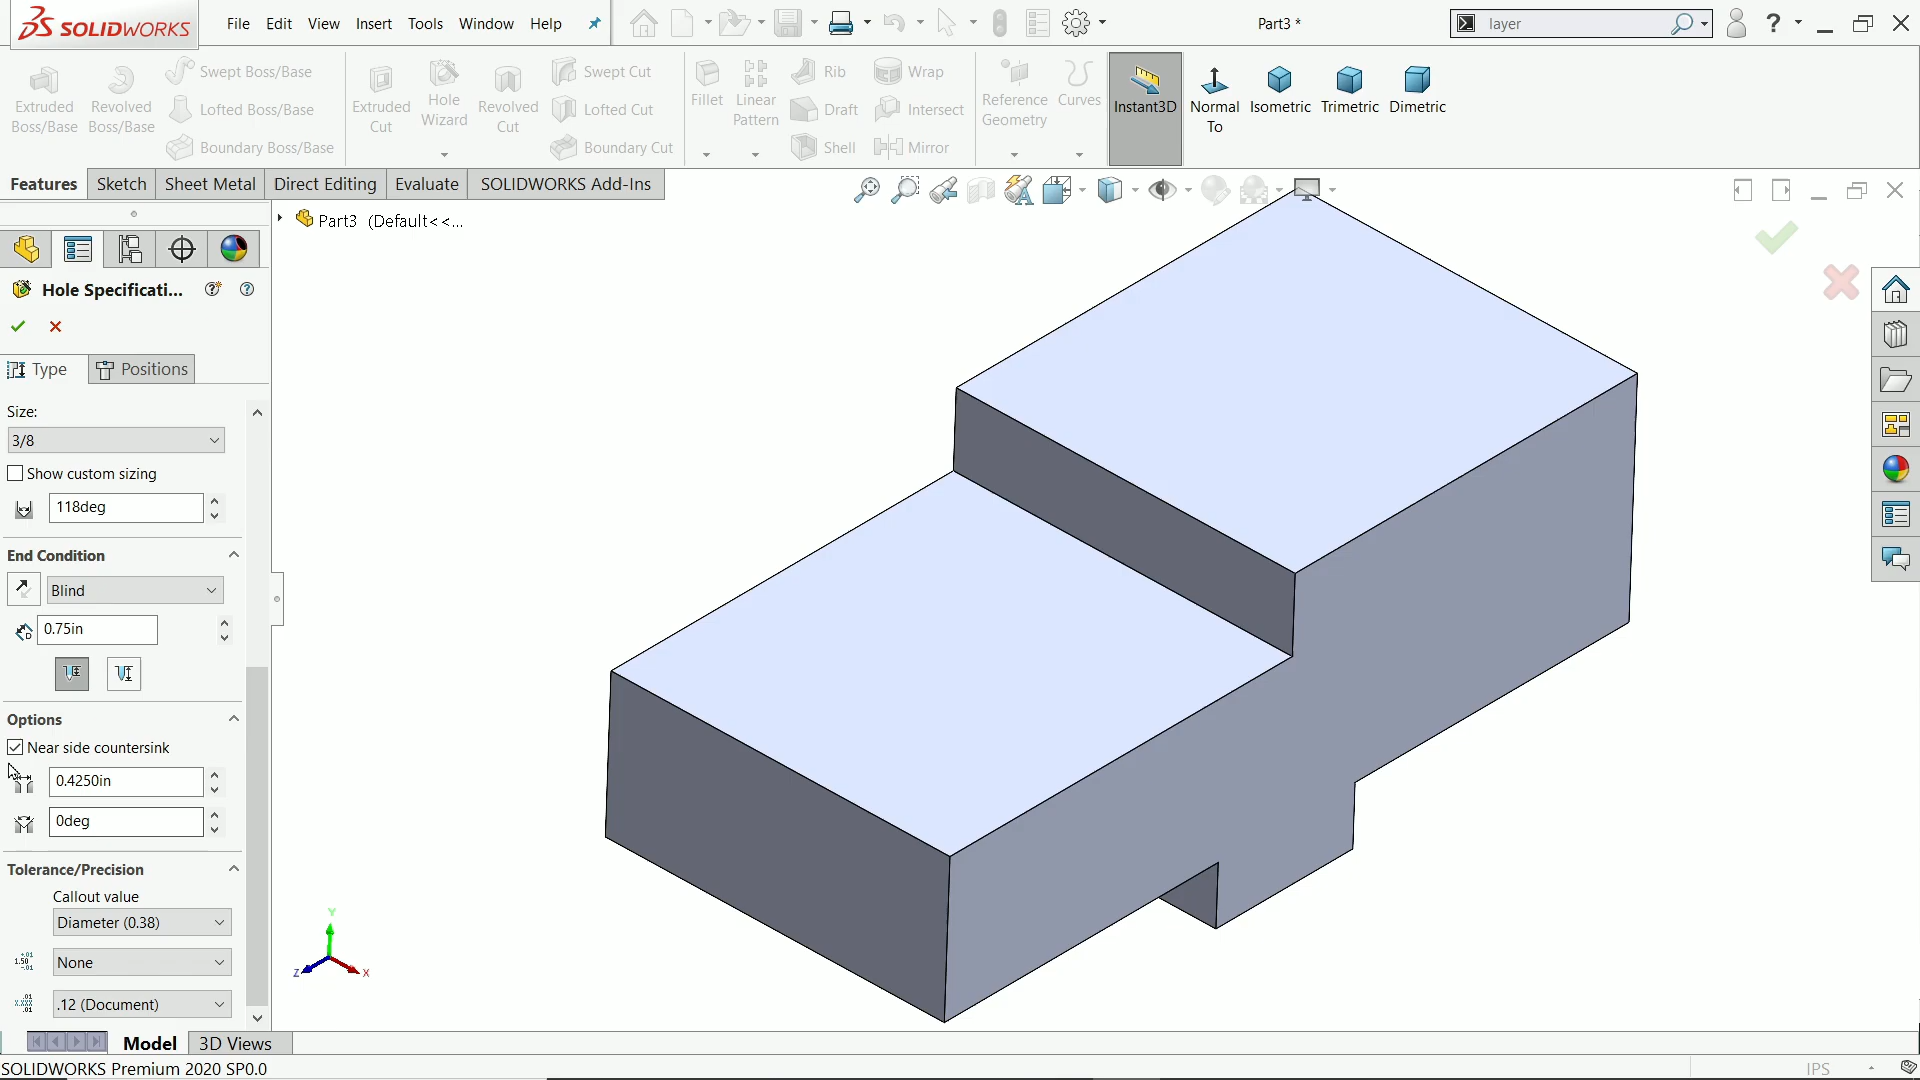 SOLIDWORKS
File Edit View Insert Tools Window Help
Part3 *
layer
?
Extruded Boss/Base
Revolved Boss/Base
Swept Boss/Base
Lofted Boss/Base
Boundary Boss/Base
Extruded Cut
Hole Wizard
Revolved Cut
Swept Cut
Lofted Cut
Boundary Cut
Fillet
Linear Pattern
Rib
Draft
Shell
Wrap
Intersect
Mirror
Reference Geometry
Curves
Instant3D
Normal To
Isometric
Trimetric
Dimetric
Features Sketch Sheet Metal Direct Editing Evaluate SOLIDWORKS Add-Ins
Part3 (Default<<...
Hole Specificati...
Type Positions
Size:
3/8
Show custom sizing
118deg
End Condition
Blind
0.75in
Options
Near side countersink
0.4250in
0deg
Tolerance/Precision
Callout value
Diameter (0.38)
None
.12 (Document)
Y
Z
X
Model 3D Views
SOLIDWORKS Premium 2020 SP0.0
IPS